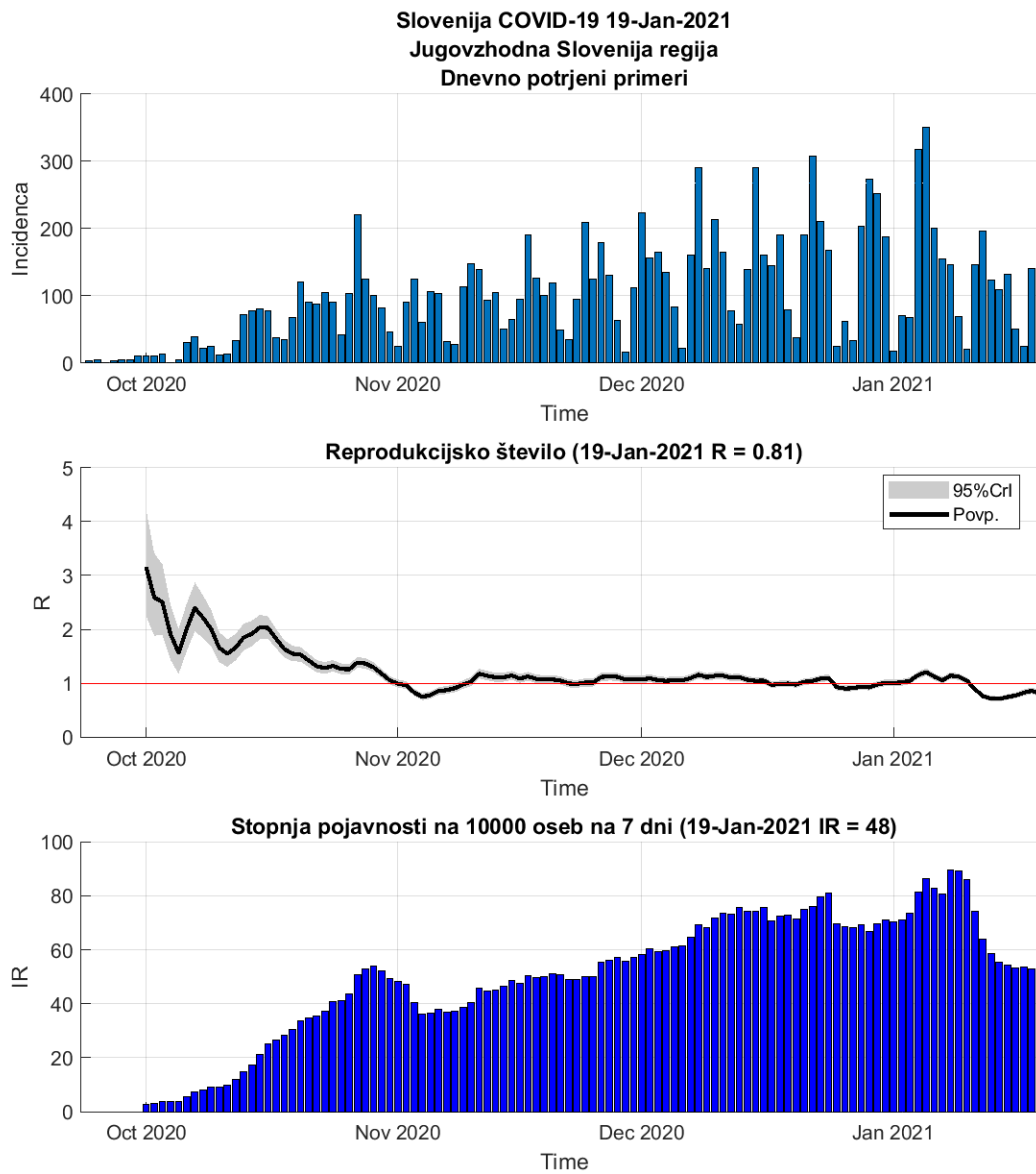 Slovenija COVID-19 19-Jan-2021
Jugovzhodna Slovenija regija
Dnevno potrjeni primeri
400
300
200
100
0
Incidenca
Oct 2020 Nov 2020 Dec 2020 Jan 2021
Time
Reprodukcijsko število (19-Jan-2021 R = 0.81)
5
4
3
2
1
0
R
95%CrI
Povp.
Oct 2020 Nov 2020 Dec 2020 Jan 2021
Time
Stopnja pojavnosti na 10000 oseb na 7 dni (19-Jan-2021 IR = 48)
100
80
60
40
20
0
IR
Oct 2020 Nov 2020 Dec 2020 Jan 2021
Time